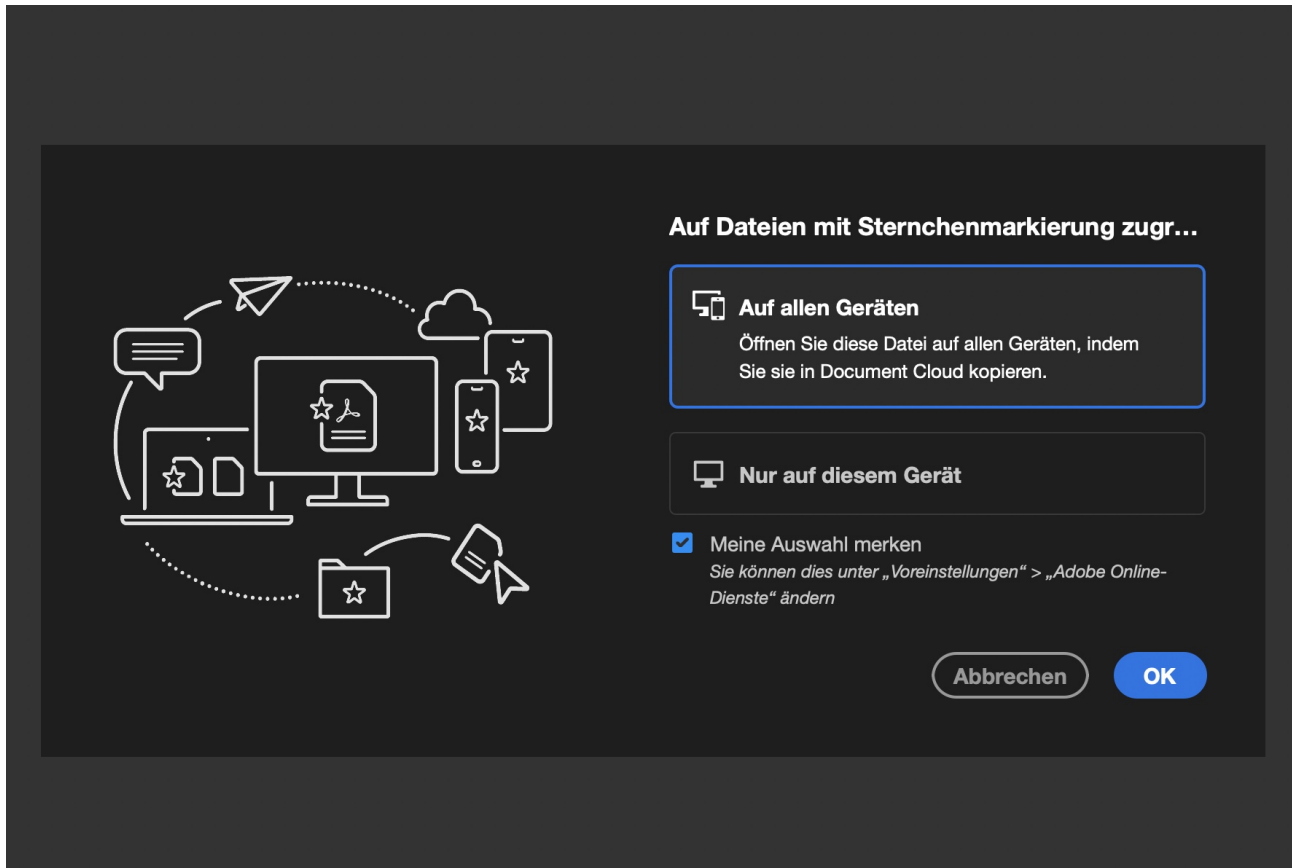 Auf Dateien mit Sternchenmarkierung zugr...
Auf allen Geräten
Öffnen Sie diese Datei auf allen Geräten, indem
Sie sie in Document Cloud kopieren.
Nur auf diesem Gerät
Meine Auswahl merken
Sie können dies unter „Voreinstellungen“ > „Adobe Online-
Dienste“ ändern
Abbrechen
OK